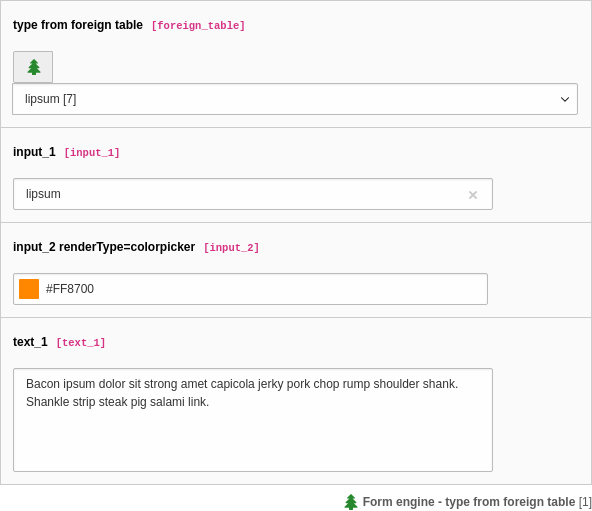 type from foreign table [foreign_table]
lipsum [7]
input_1 [input_1]
lipsum
input_2 renderType=colorpicker [input_2]
#FF8700
text_1 [text_1]
Bacon ipsum dolor sit strong amet capicola jerky pork chop rump shoulder shank.
Shankle strip steak pig salami link.
Form engine - type from foreign table [1]